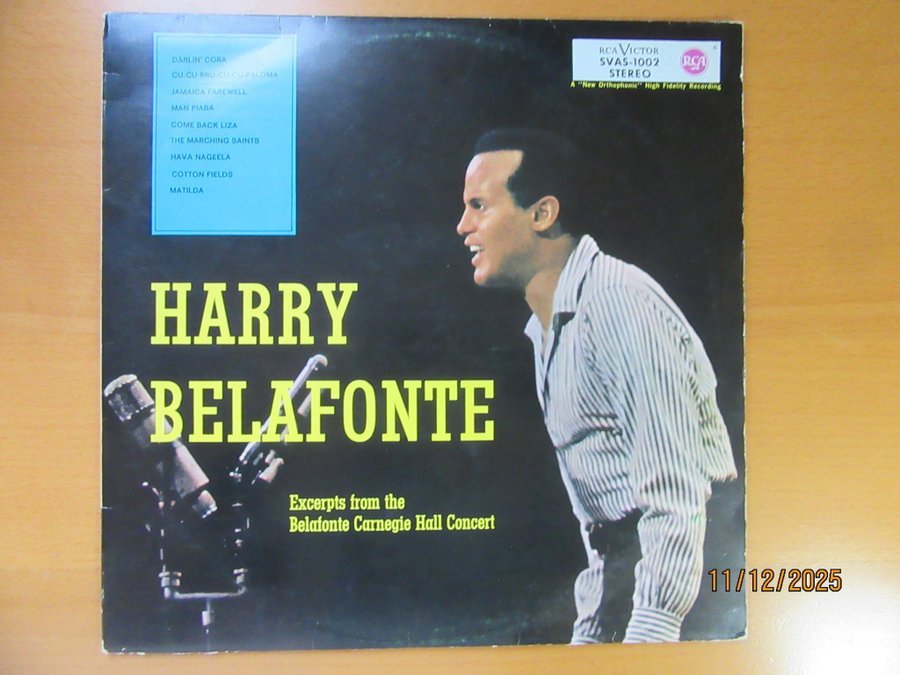 DARLIN' CORA
CU-CU-RRU-CU-CU-PALOMA
JAMAICA FAREWELL
MAN PIABA
COME BACK LIZA
THE MARCHING SAINTS
HAVA NAGEELA
COTTON FIELDS
MATILDA
RCA VICTOR
SVAS-1002
STEREO
RCA
A "New Orthophonic" High Fidelity Recording
HARRY
BELAFONTE
Excerpts from the
Belafonte Carnegie Hall Concert
11/12/2025